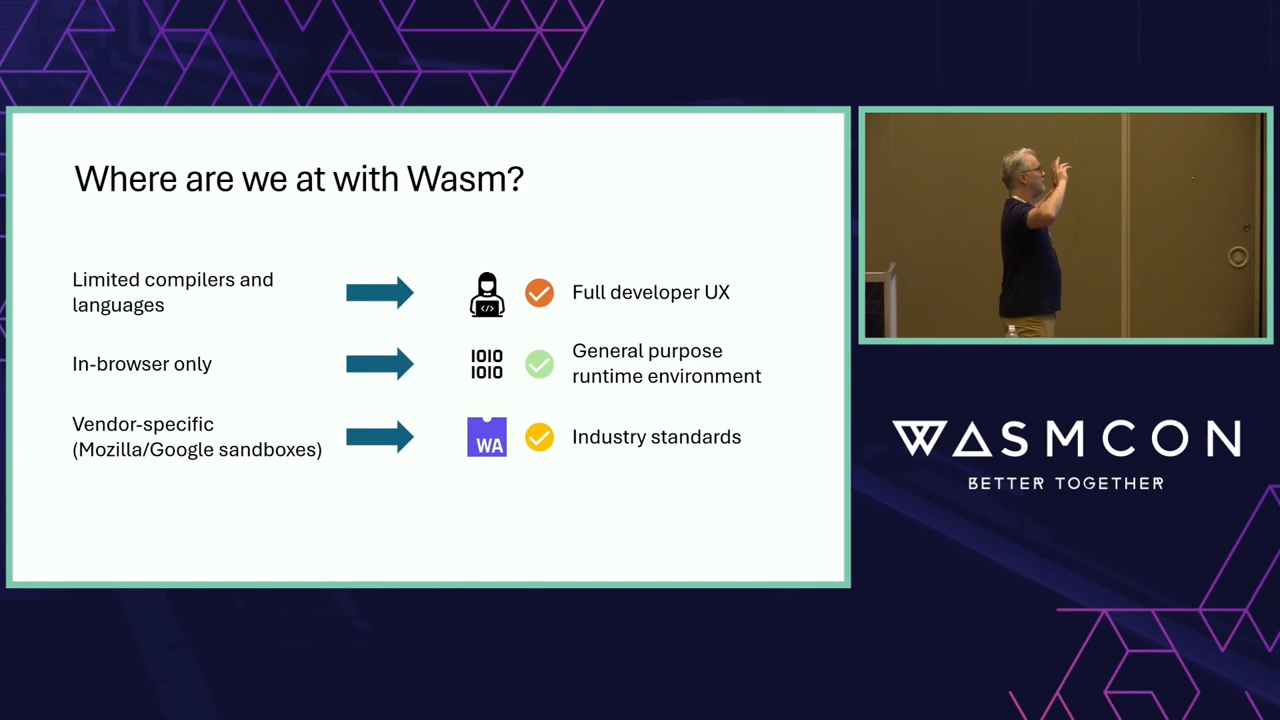 Where are we at with Wasm?
Limited compilers and
languages
</>
Full developer UX
In-browser only
1010
1010
General purpose
runtime environment
Vendor-specific
(Mozilla/Google sandboxes)
WA
Industry standards
WASMCON
BETTER TOGETHER